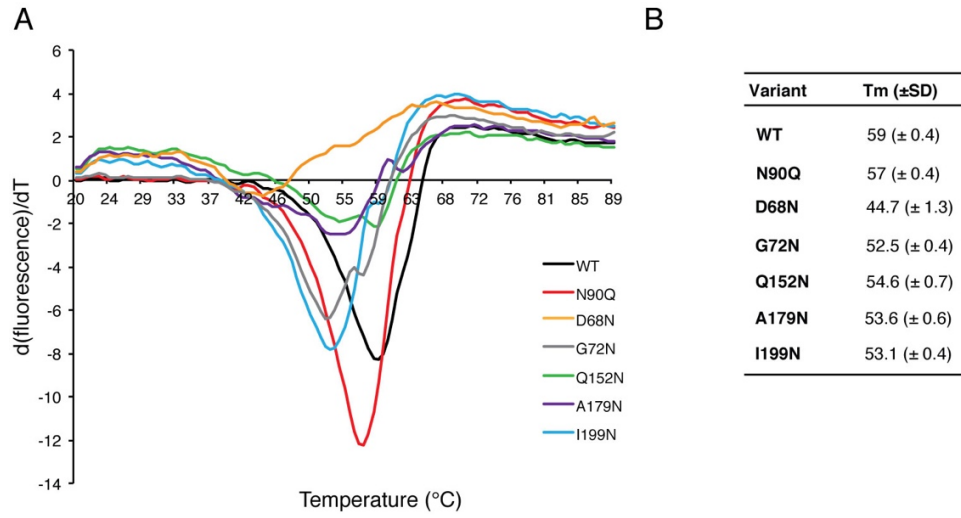 A
B
d(fluorescence)/dT
6
4
2
0
-2
-4
-6
-8
-10
-12
-14
20 24 29 33 37 42 46 50 55 59 63 68 72 76 81 85 89
Temperature (°C)
WT
N90Q
D68N
G72N
Q152N
A179N
I199N
Variant Tm (±SD)
WT 59 (± 0.4)
N90Q 57 (± 0.4)
D68N 44.7 (± 1.3)
G72N 52.5 (± 0.4)
Q152N 54.6 (± 0.7)
A179N 53.6 (± 0.6)
I199N 53.1 (± 0.4)